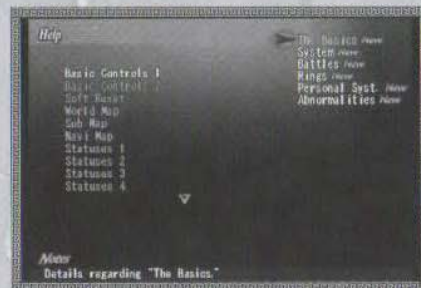 Help
The Basics New
System New
Battles New
Rings New
Personal Syst. New
Abnormalities New
Basic Controls 1
Basic Controls 2
Soft Reset
World Map
Sub Map
Navi Map
Statuses 1
Statuses 2
Statuses 3
Statuses 4
Notes
Details regarding "The Basics."